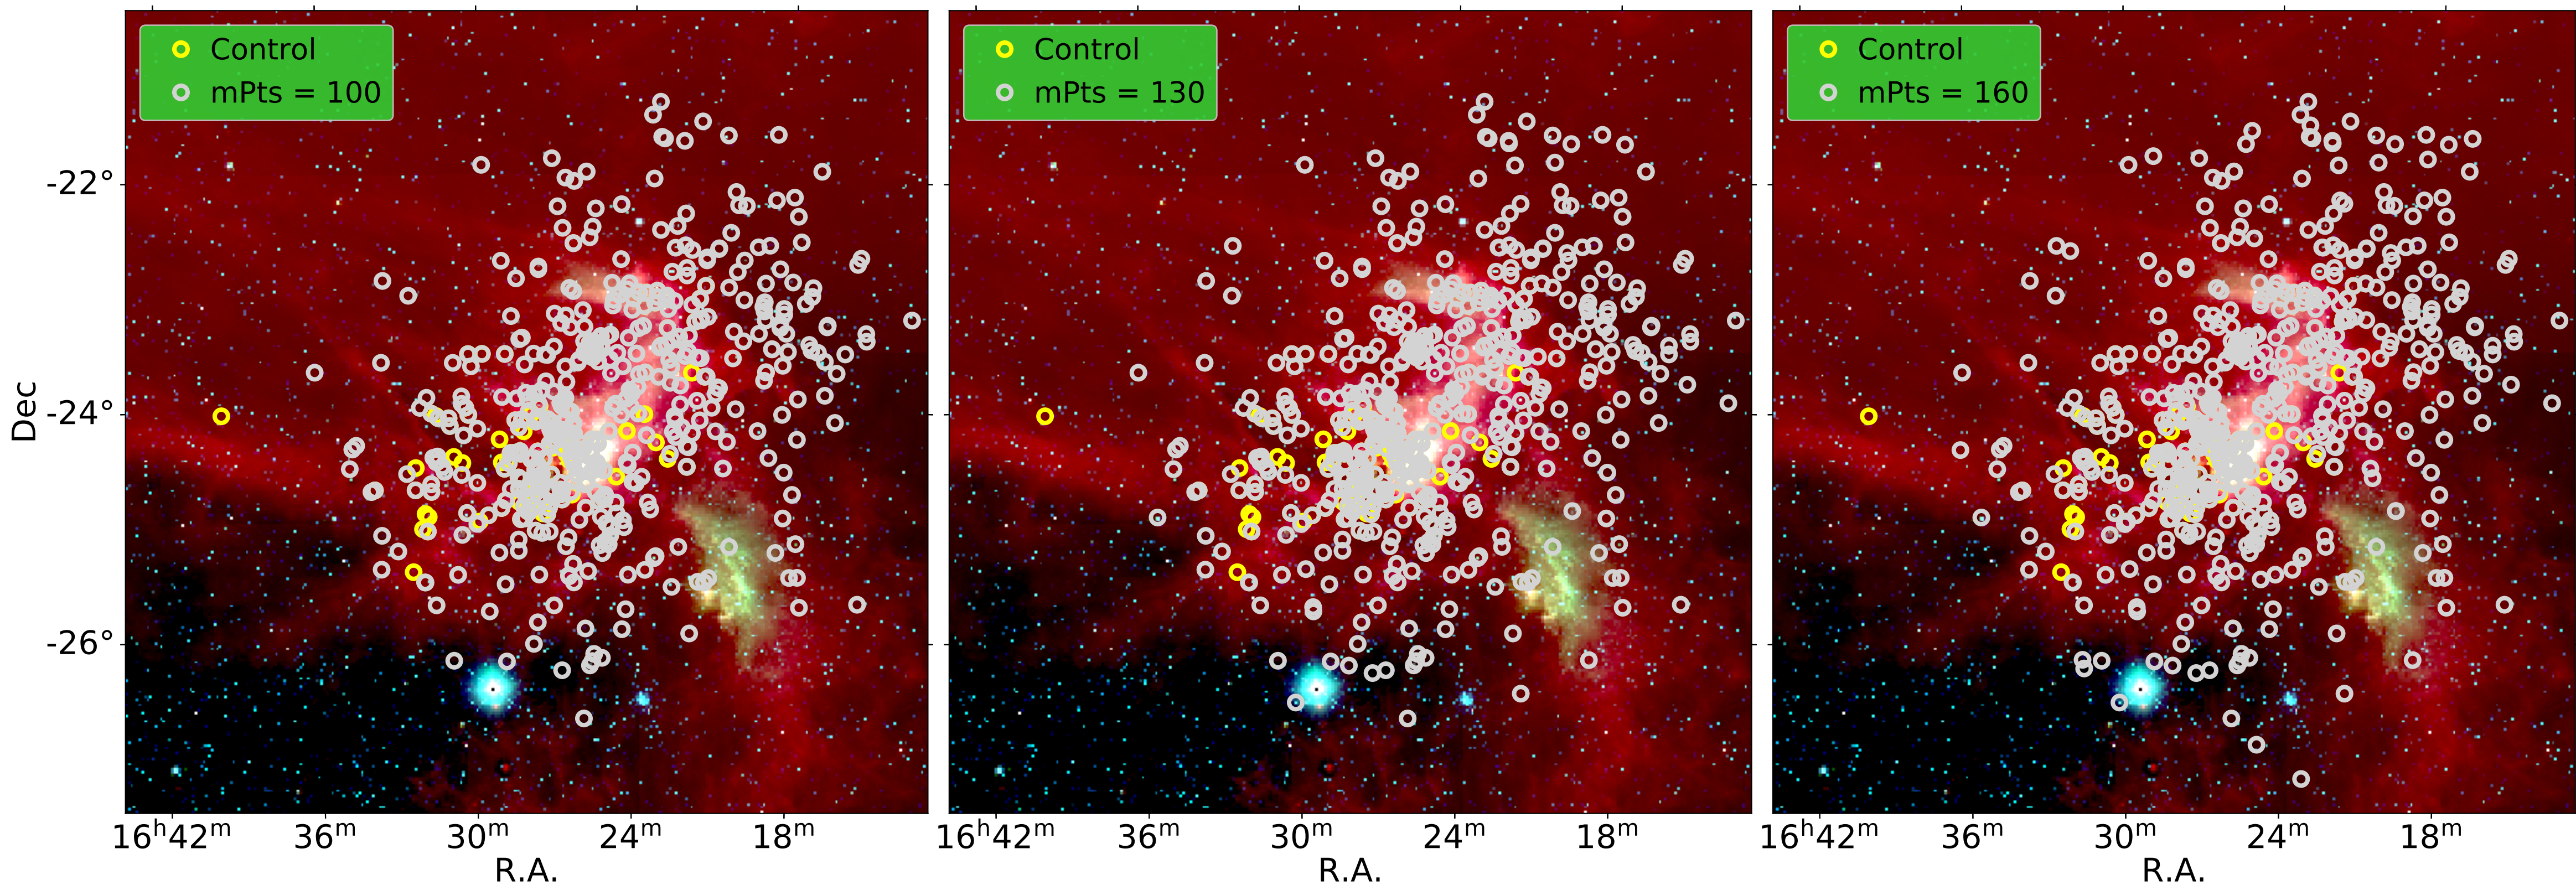 Control
mPts = 100
Control
mPts = 130
Control
mPts = 160
Dec
-22°
-24°
-26°
16ʰ42ᵐ 36ᵐ 30ᵐ 24ᵐ 18ᵐ
16ʰ42ᵐ 36ᵐ 30ᵐ 24ᵐ 18ᵐ
16ʰ42ᵐ 36ᵐ 30ᵐ 24ᵐ 18ᵐ
R.A.
R.A.
R.A.